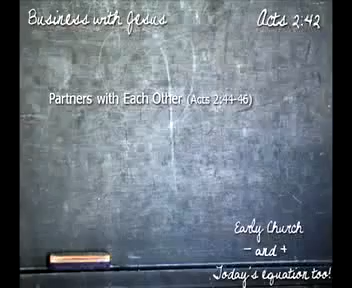 Business with Jesus
Acts 2:42
Partners with Each Other (Acts 2:44-46)
Early Church
- and +
Today's equation too!